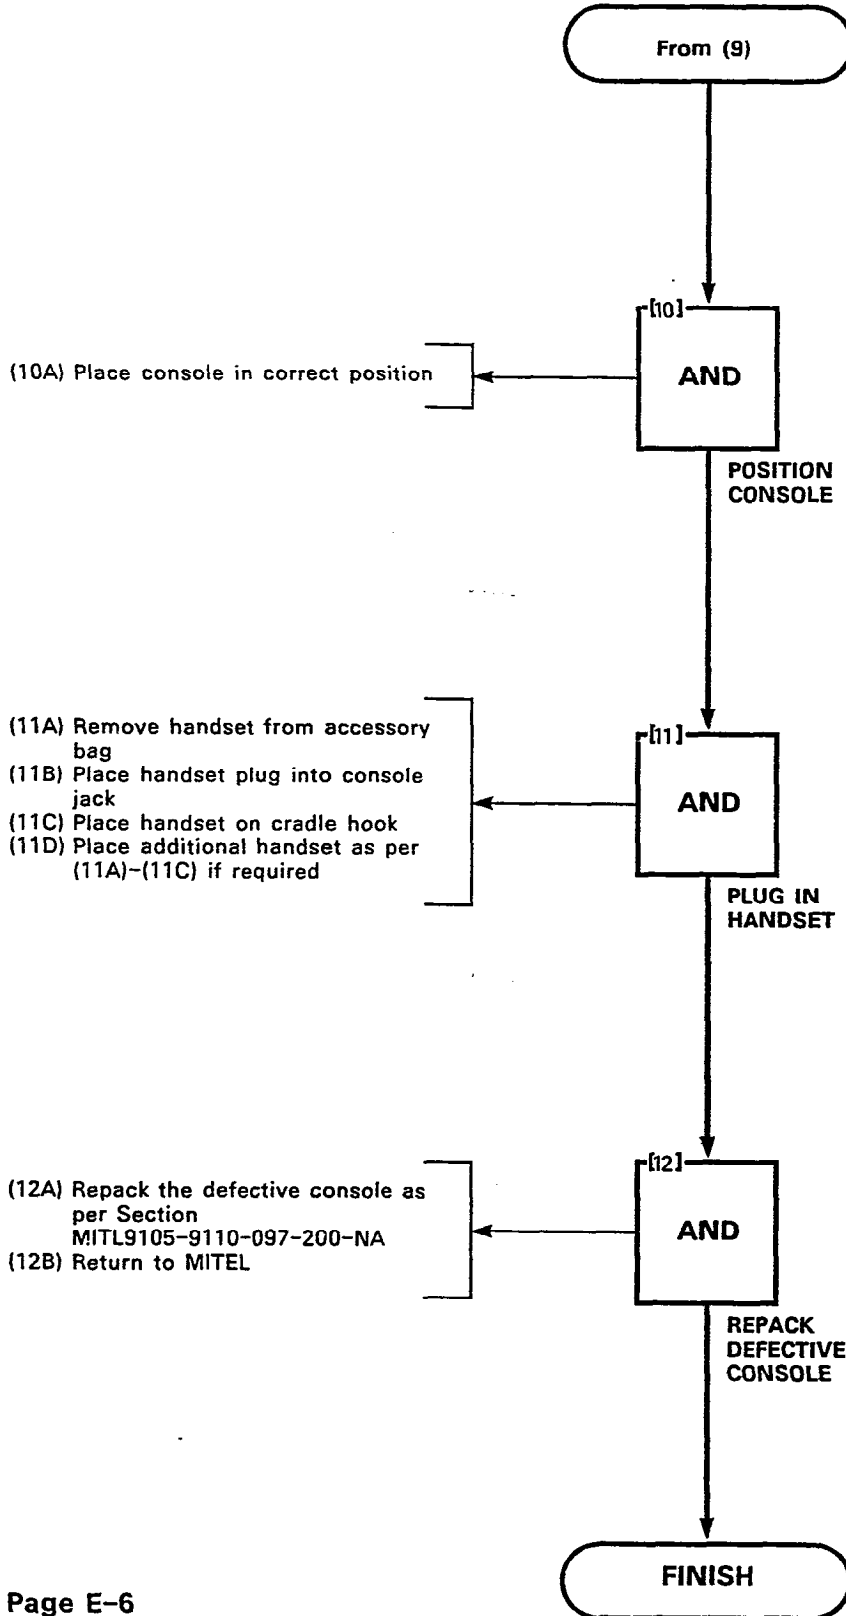 From (9)
[10]
AND
(10A) Place console in correct position
POSITION
CONSOLE
[11]
AND
(11A) Remove handset from accessory
bag
(11B) Place handset plug into console
jack
(11C) Place handset on cradle hook
(11D) Place additional handset as per
(11A)-(11C) if required
PLUG IN
HANDSET
[12]
AND
(12A) Repack the defective console as
per Section
MITL9105-9110-097-200-NA
(12B) Return to MITEL
REPACK
DEFECTIVE
CONSOLE
FINISH
Page E-6